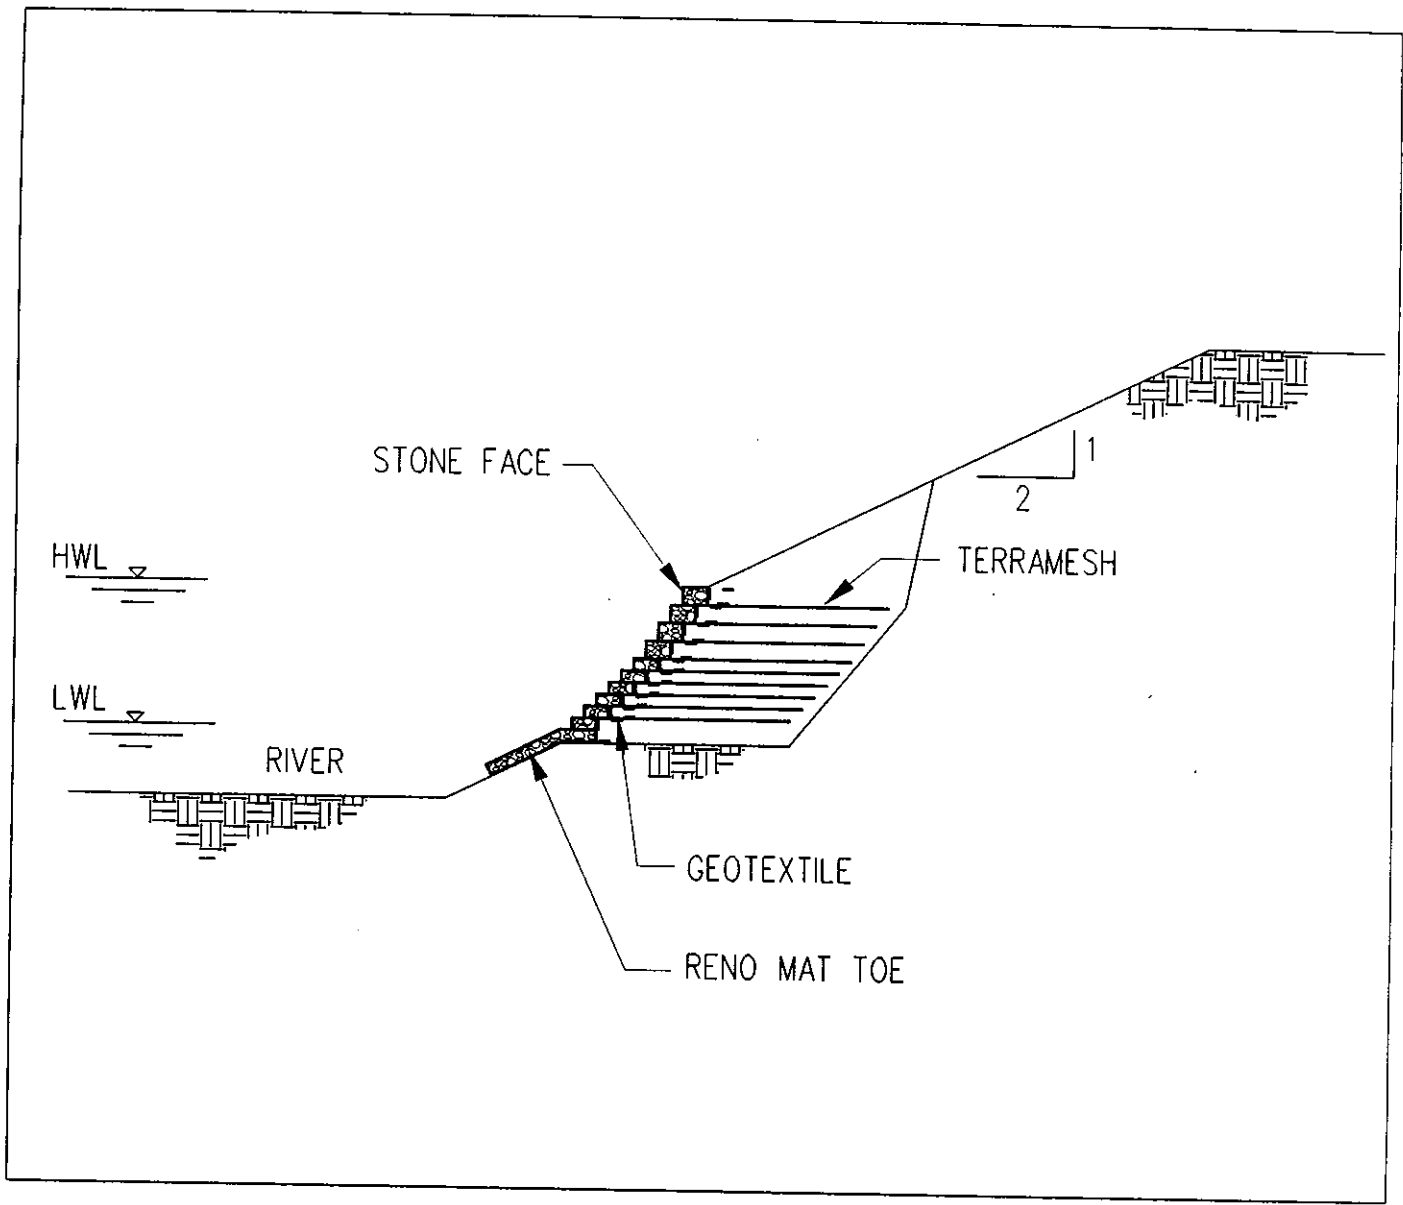 STONE FACE
1
2
HWL
TERRAMESH
LWL
RIVER
GEOTEXTILE
RENO MAT TOE